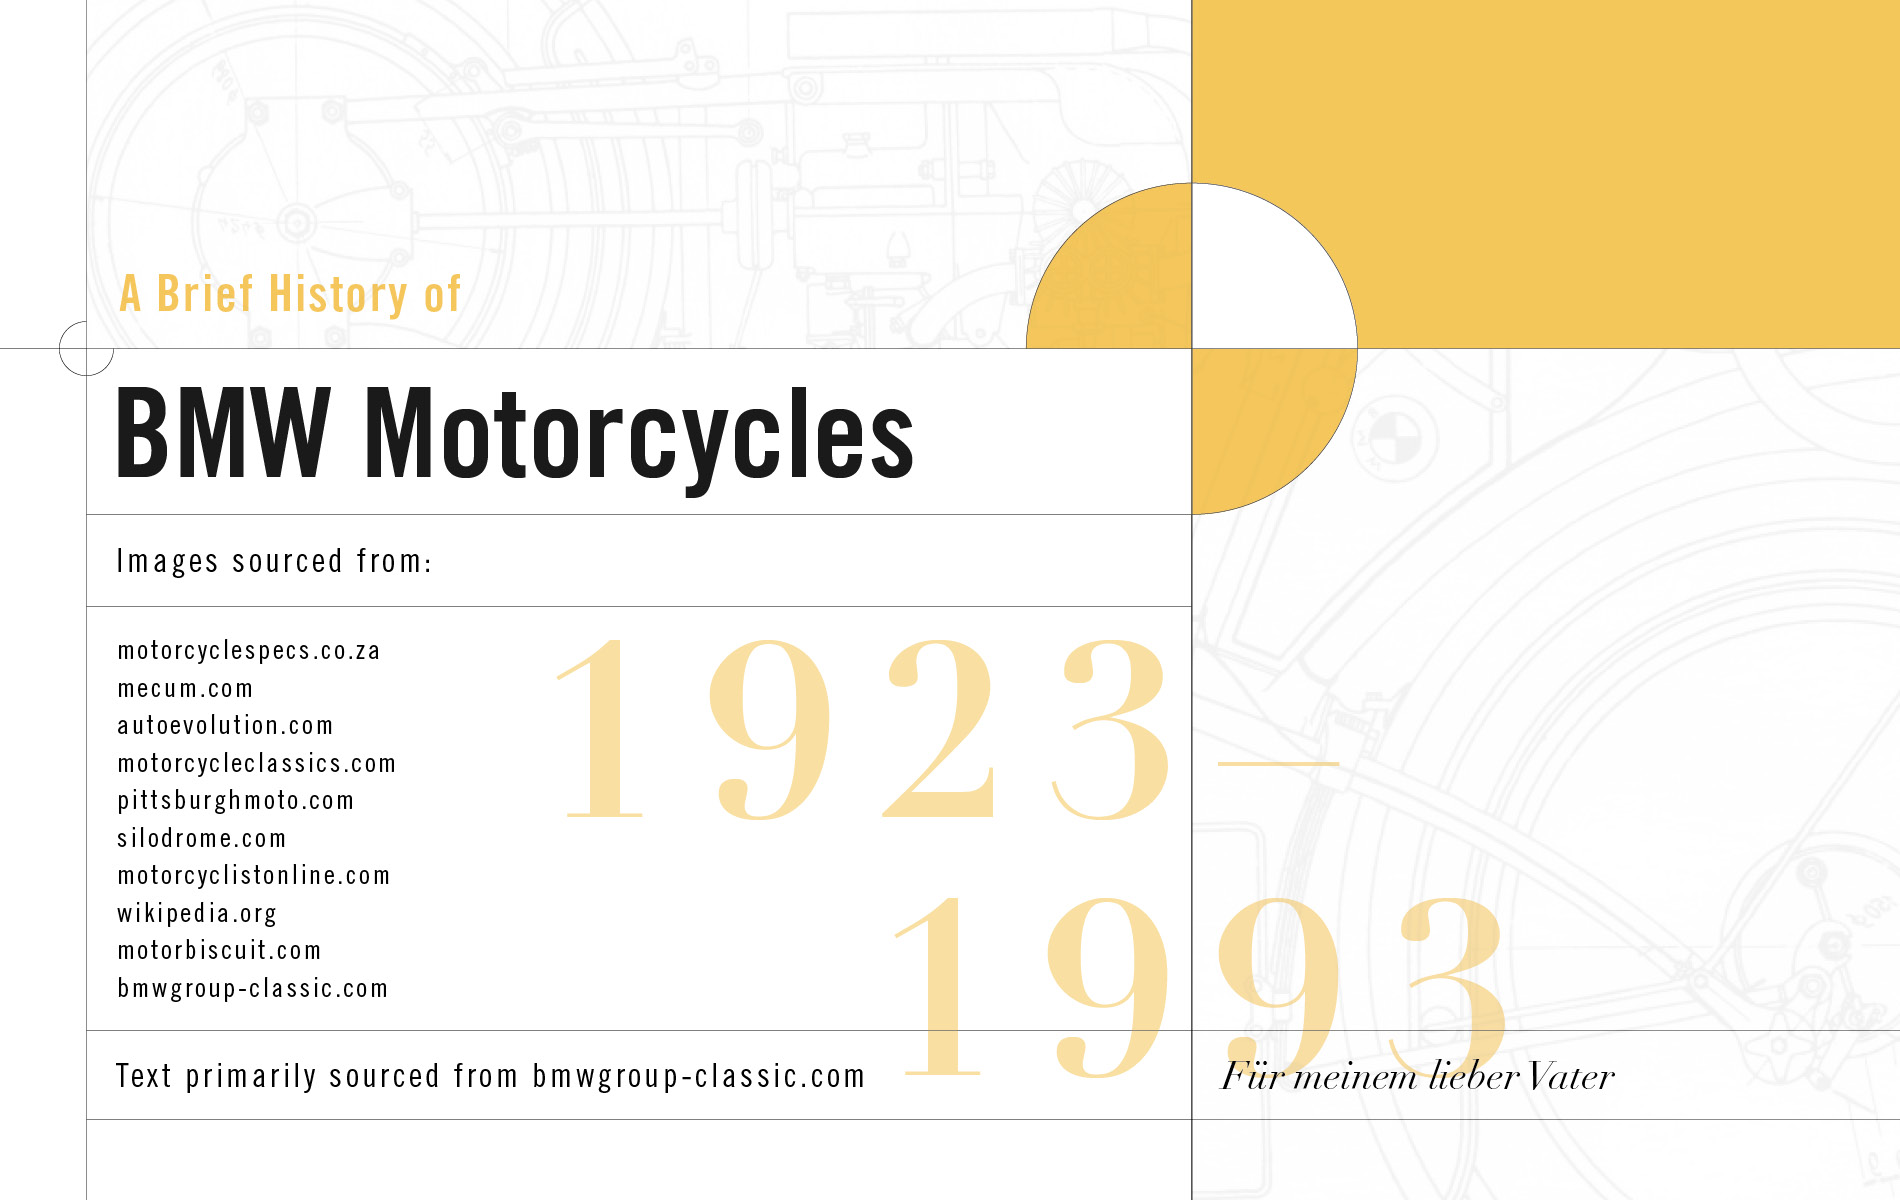 A Brief History of
BMW Motorcycles
Images sourced from:
motorcyclespecs.co.za
mecum.com
autoevolution.com
motorcycleclassics.com
pittsburghmoto.com
silodrome.com
motorcyclistonline.com
wikipedia.org
motorbiscuit.com
bmwgroup-classic.com
1923 —
1993
Text primarily sourced from bmwgroup-classic.com
Für meinem lieber Vater